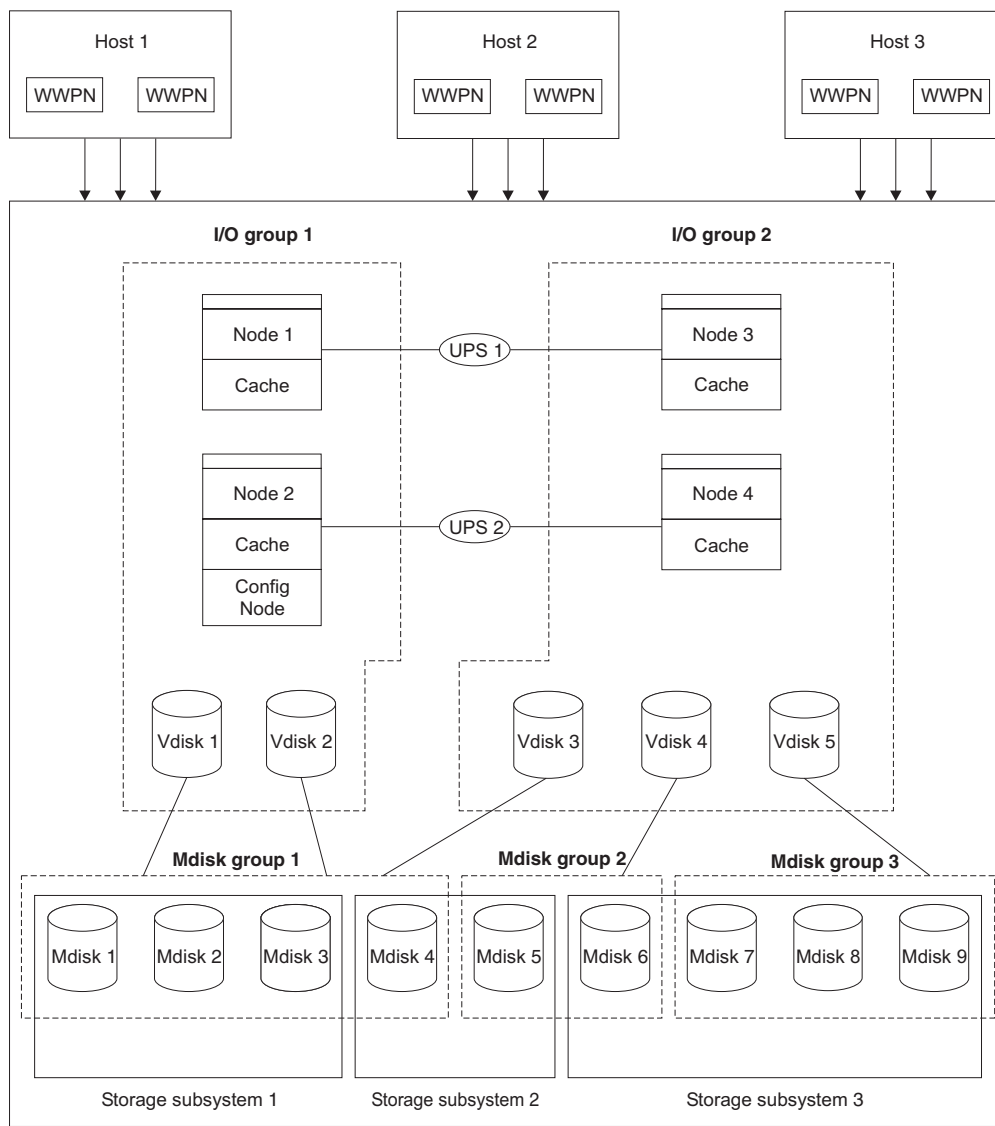 Host 1
WWPN WWPN
Host 2
WWPN WWPN
Host 3
WWPN WWPN
I/O group 1
I/O group 2
Node 1
Cache
UPS 1
Node 3
Cache
Node 2
Cache
Config
Node
UPS 2
Node 4
Cache
Vdisk 1
Vdisk 2
Vdisk 3
Vdisk 4
Vdisk 5
Mdisk group 1
Mdisk group 2
Mdisk group 3
Mdisk 1
Mdisk 2
Mdisk 3
Mdisk 4
Mdisk 5
Mdisk 6
Mdisk 7
Mdisk 8
Mdisk 9
Storage subsystem 1
Storage subsystem 2
Storage subsystem 3